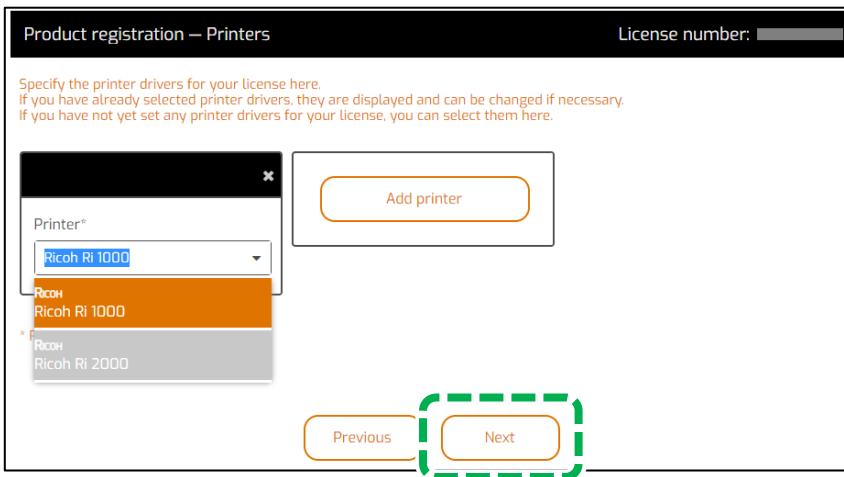 Product registration — Printers
License number:
Specify the printer drivers for your license here.
If you have already selected printer drivers, they are displayed and can be changed if necessary.
If you have not yet set any printer drivers for your license, you can select them here.
Add printer
Printer*
Ricoh Ri 1000
Ricoh
Ricoh Ri 1000
*
Ricoh
Ricoh Ri 2000
Previous
Next